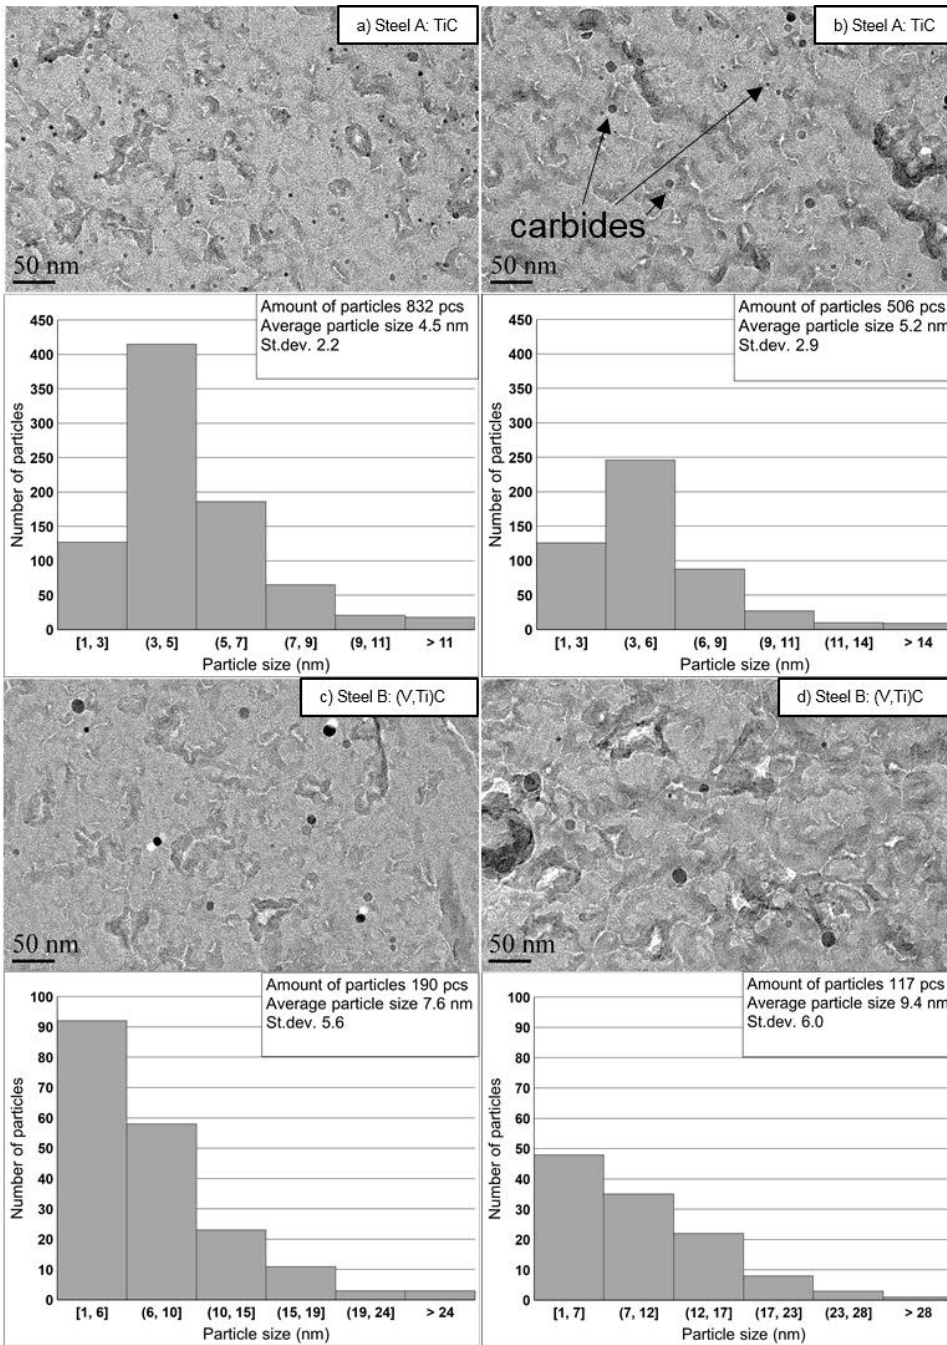 a) Steel A: TiC
50 nm
b) Steel A: TiC
carbides
50 nm
Amount of particles 832 pcs
Average particle size 4.5 nm
St.dev. 2.2
450
400
350
300
250
200
150
100
50
0
Number of particles
[1, 3] (3, 5] (5, 7] (7, 9] (9, 11] > 11
Particle size (nm)
Amount of particles 506 pcs
Average particle size 5.2 nm
St.dev. 2.9
450
400
350
300
250
200
150
100
50
0
Number of particles
[1, 3] (3, 6] (6, 9] (9, 11] (11, 14] > 14
Particle size (nm)
c) Steel B: (V,Ti)C
50 nm
d) Steel B: (V,Ti)C
50 nm
Amount of particles 190 pcs
Average particle size 7.6 nm
St.dev. 5.6
100
90
80
70
60
50
40
30
20
10
0
Number of particles
[1, 6] (6, 10] (10, 15] (15, 19] (19, 24] > 24
Particle size (nm)
Amount of particles 117 pcs
Average particle size 9.4 nm
St.dev. 6.0
100
90
80
70
60
50
40
30
20
10
0
Number of particles
[1, 7] (7, 12] (12, 17] (17, 23] (23, 28] > 28
Particle size (nm)